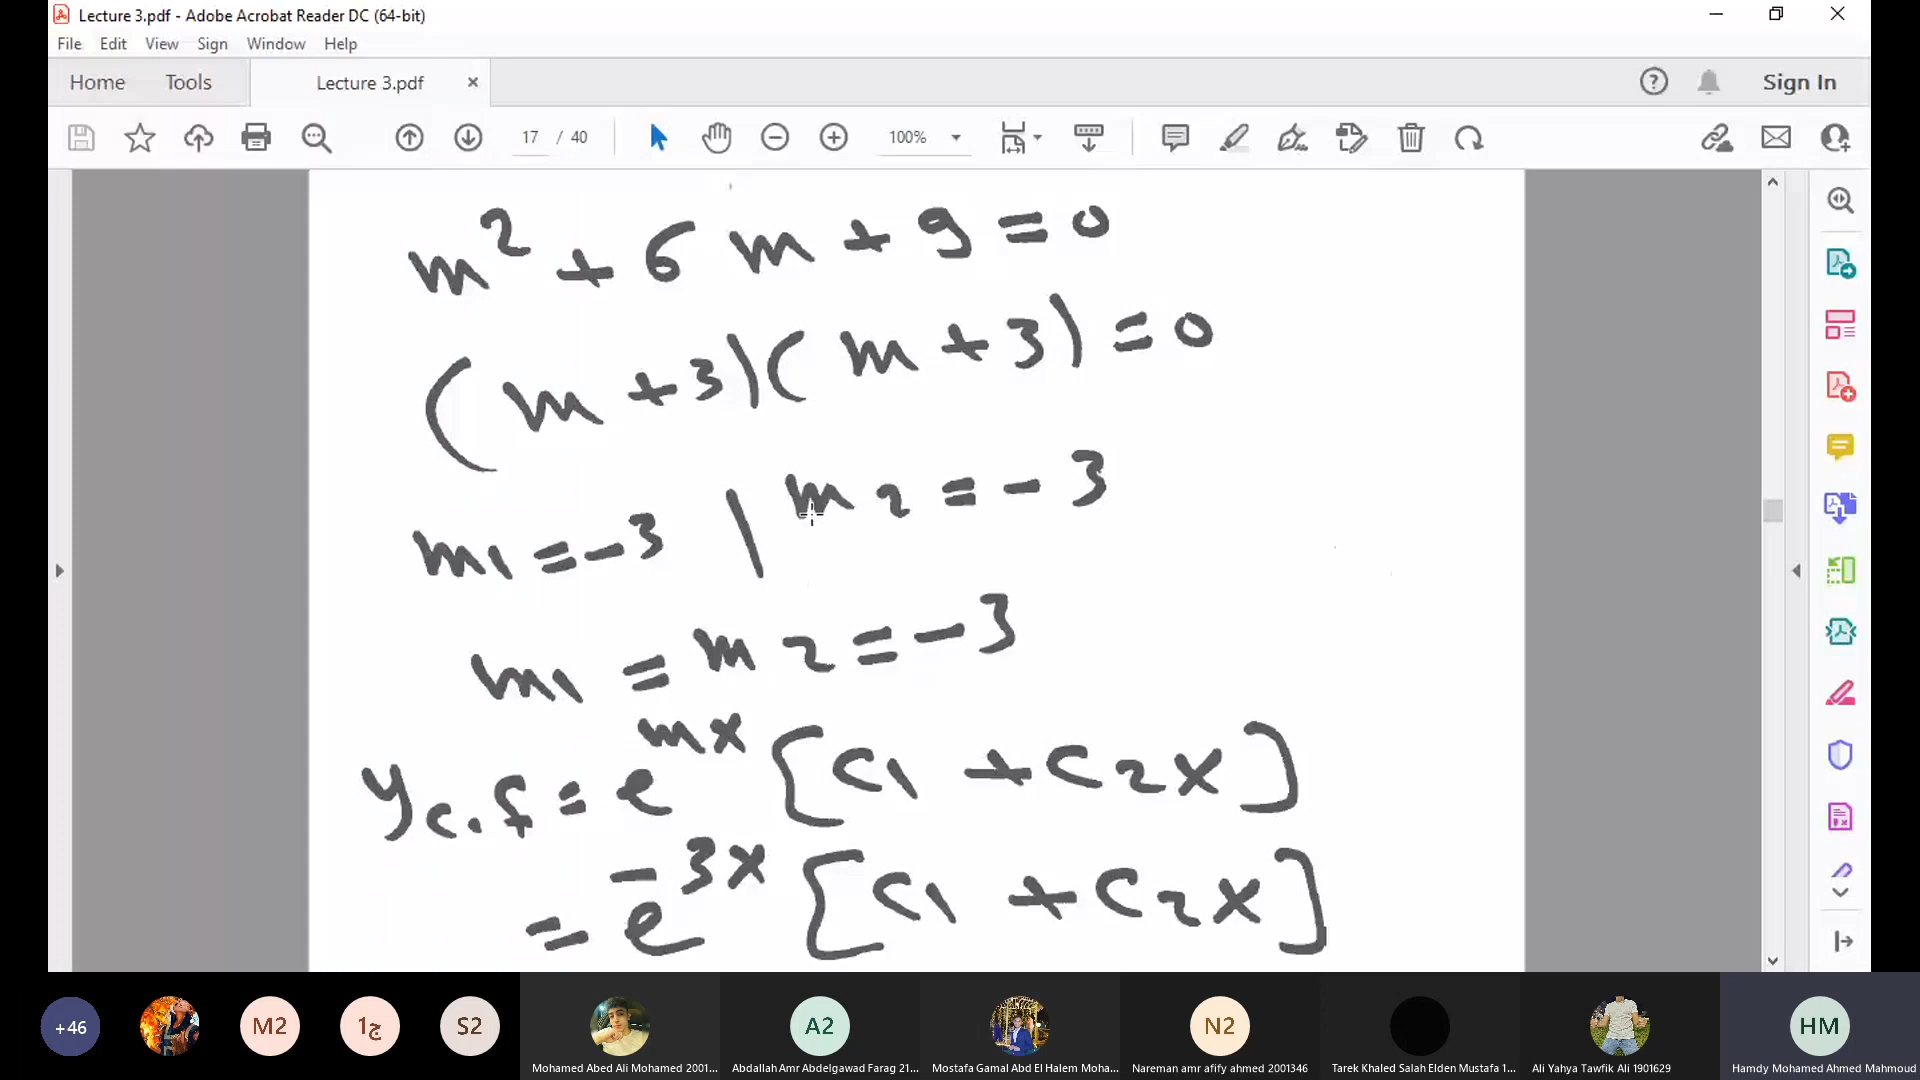 Lecture 3.pdf - Adobe Acrobat Reader DC (64-bit)
File Edit View Sign Window Help
Home Tools Lecture 3.pdf × Sign In
17 / 40 100%
m² + 6 m + 9 = 0
(m + 3)(m + 3) = 0
m1 = -3 | m2 = -3
m1 = m2 = -3
yc.f = e^mx [c1 + c2x]
= e^-3x [c1 + c2x]
+46 M2 ج1 S2 A2 N2 HM
Mohamed Abed Ali Mohamed 2001... Abdallah Amr Abdelgawad Farag 21... Mostafa Gamal Abd El Halem Moha... Nareman amr afify ahmed 2001346 Tarek Khaled Salah Elden Mustafa 1... Ali Yahya Tawfik Ali 1901629 Hamdy Mohamed Ahmed Mahmoud